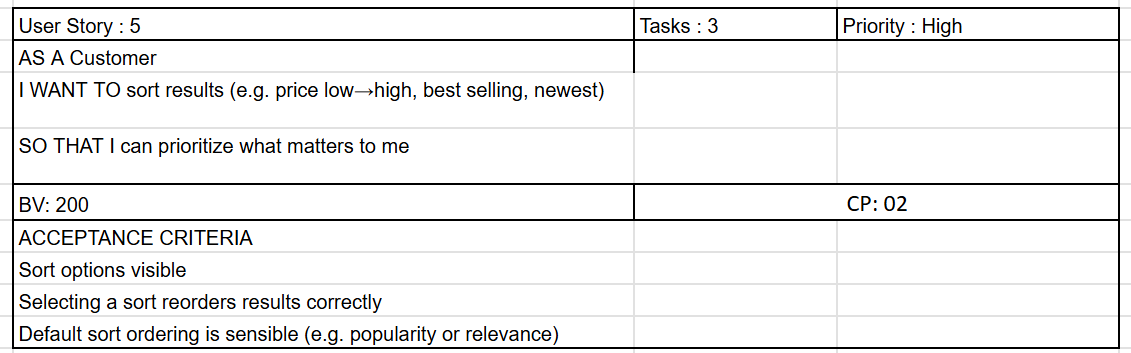 User Story : 5 Tasks : 3 Priority : High
AS A Customer
I WANT TO sort results (e.g. price low→high, best selling, newest)
SO THAT I can prioritize what matters to me
BV: 200 CP: 02
ACCEPTANCE CRITERIA
Sort options visible
Selecting a sort reorders results correctly
Default sort ordering is sensible (e.g. popularity or relevance)